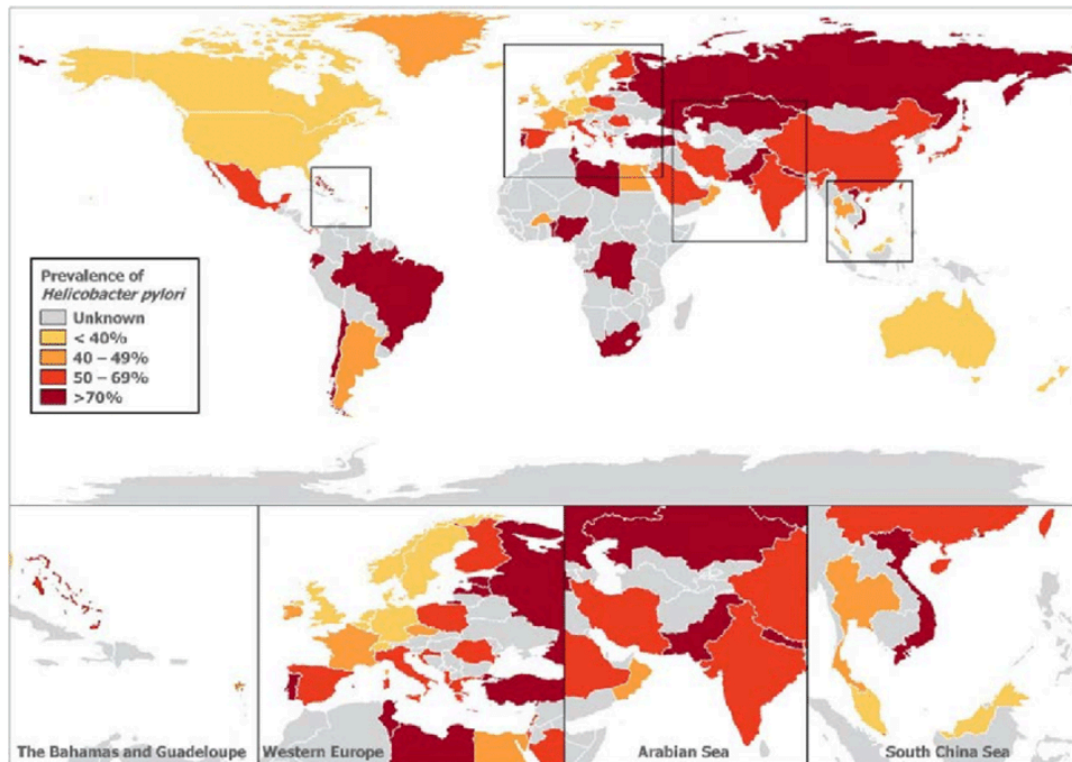 Prevalence of
Helicobacter pylori
Unknown
< 40%
40 – 49%
50 – 69%
>70%
The Bahamas and Guadeloupe
Western Europe
Arabian Sea
South China Sea